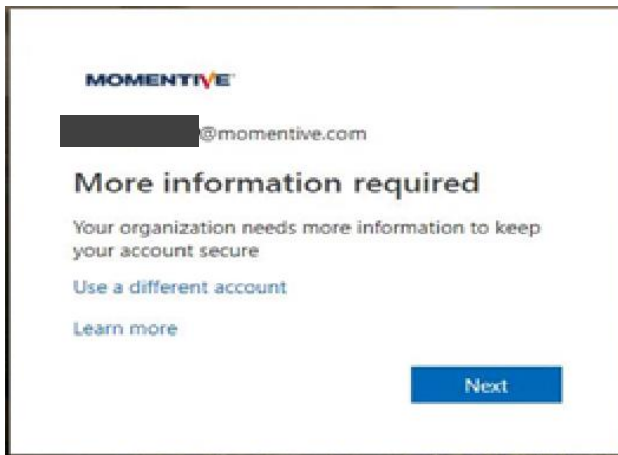 MOMENTIVE
@momentive.com
More information required
Your organization needs more information to keep
your account secure
Use a different account
Learn more
Next